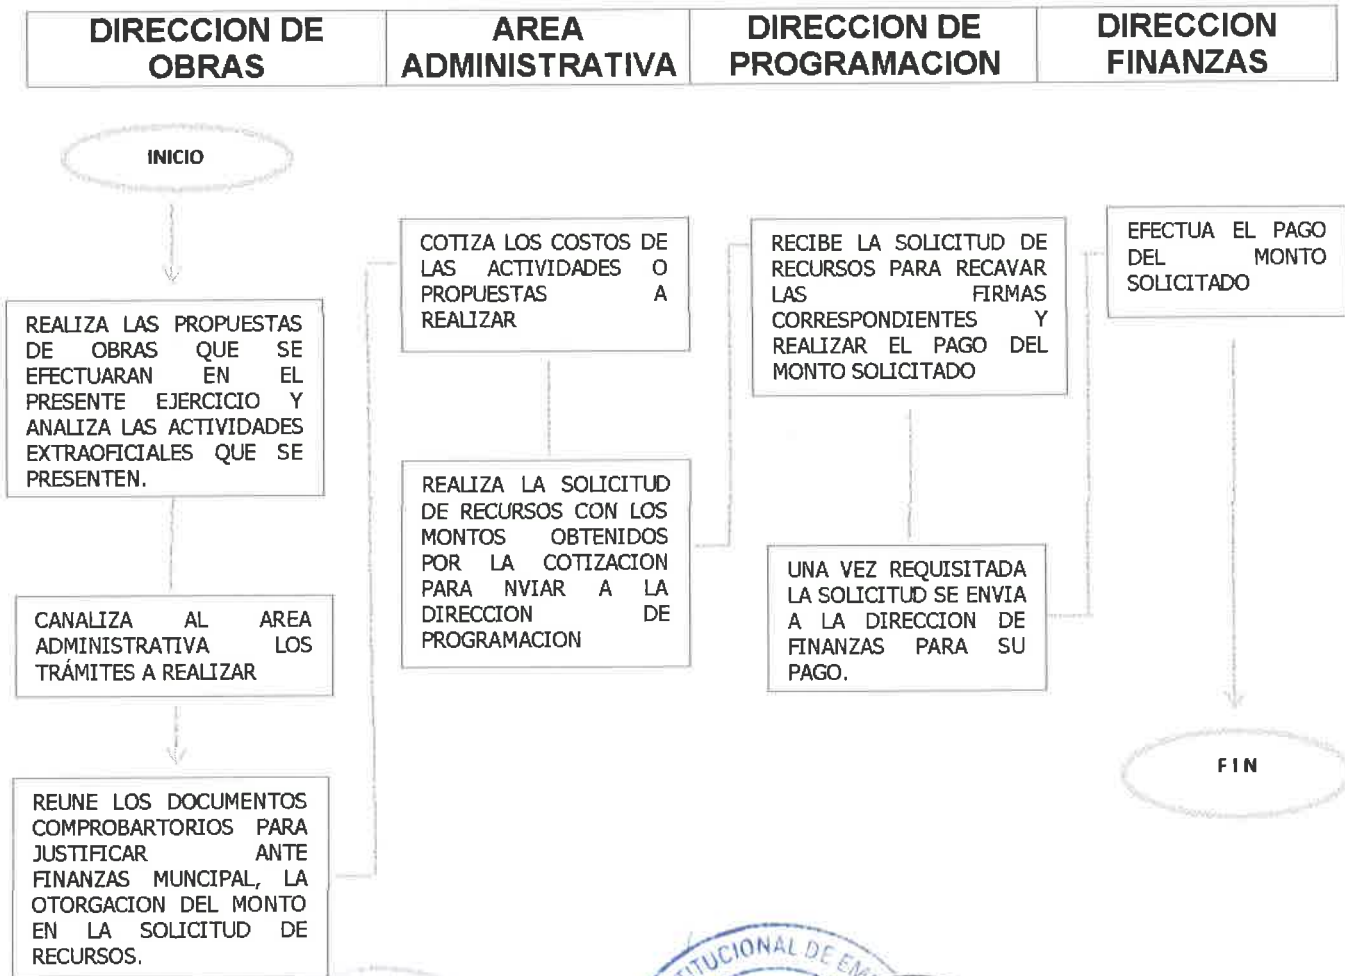 DIRECCION DE
OBRAS
AREA
ADMINISTRATIVA
DIRECCION DE
PROGRAMACION
DIRECCION
FINANZAS
INICIO
REALIZA LAS PROPUESTAS
DE OBRAS QUE SE
EFECTUARAN EN EL
PRESENTE EJERCICIO Y
ANALIZA LAS ACTIVIDADES
EXTRAOFICIALES QUE SE
PRESENTEN.
CANALIZA AL AREA
ADMINISTRATIVA LOS
TRÁMITES A REALIZAR
REUNE LOS DOCUMENTOS
COMPROBARTORIOS PARA
JUSTIFICAR ANTE
FINANZAS MUNCIPAL, LA
OTORGACION DEL MONTO
EN LA SOLICITUD DE
RECURSOS.
COTIZA LOS COSTOS DE
LAS ACTIVIDADES O
PROPUESTAS A
REALIZAR
REALIZA LA SOLICITUD
DE RECURSOS CON LOS
MONTOS OBTENIDOS
POR LA COTIZACION
PARA NVIAR A LA
DIRECCION DE
PROGRAMACION
RECIBE LA SOLICITUD DE
RECURSOS PARA RECAVAR
LAS FIRMAS
CORRESPONDIENTES Y
REALIZAR EL PAGO DEL
MONTO SOLICITADO
UNA VEZ REQUISITADA
LA SOLICITUD SE ENVIA
A LA DIRECCION DE
FINANZAS PARA SU
PAGO.
EFECTUA EL PAGO
DEL MONTO
SOLICITADO
FIN
TITUCIONAL DE EM